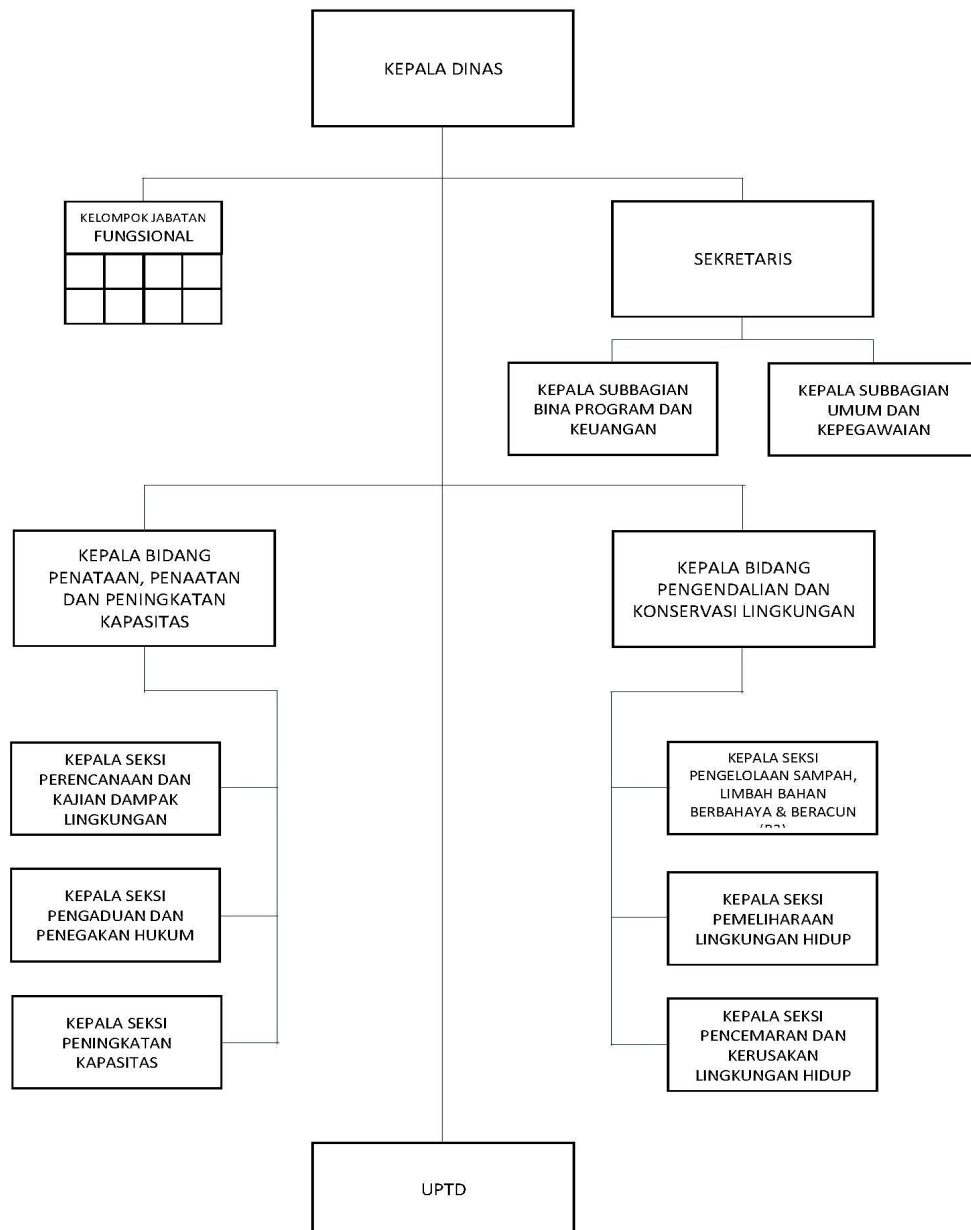 KEPALA DINAS
KELOMPOK JABATAN
FUNGSIONAL
SEKRETARIS
KEPALA SUBBAGIAN
BINA PROGRAM DAN
KEUANGAN
KEPALA SUBBAGIAN
UMUM DAN
KEPEGAWAIAN
KEPALA BIDANG
PENATAAN, PENAATAN
DAN PENINGKATAN
KAPASITAS
KEPALA BIDANG
PENGENDALIAN DAN
KONSERVASI LINGKUNGAN
KEPALA SEKSI
PERENCANAAN DAN
KAJIAN DAMPAK
LINGKUNGAN
KEPALA SEKSI
PENGELOLAAN SAMPAH,
LIMBAH BAHAN
BERBAHAYA & BERACUN
KEPALA SEKSI
PENGADUAN DAN
PENEGAKAN HUKUM
KEPALA SEKSI
PEMELIHARAAN
LINGKUNGAN HIDUP
KEPALA SEKSI
PENINGKATAN
KAPASITAS
KEPALA SEKSI
PENCEMARAN DAN
KERUSAKAN
LINGKUNGAN HIDUP
UPTD